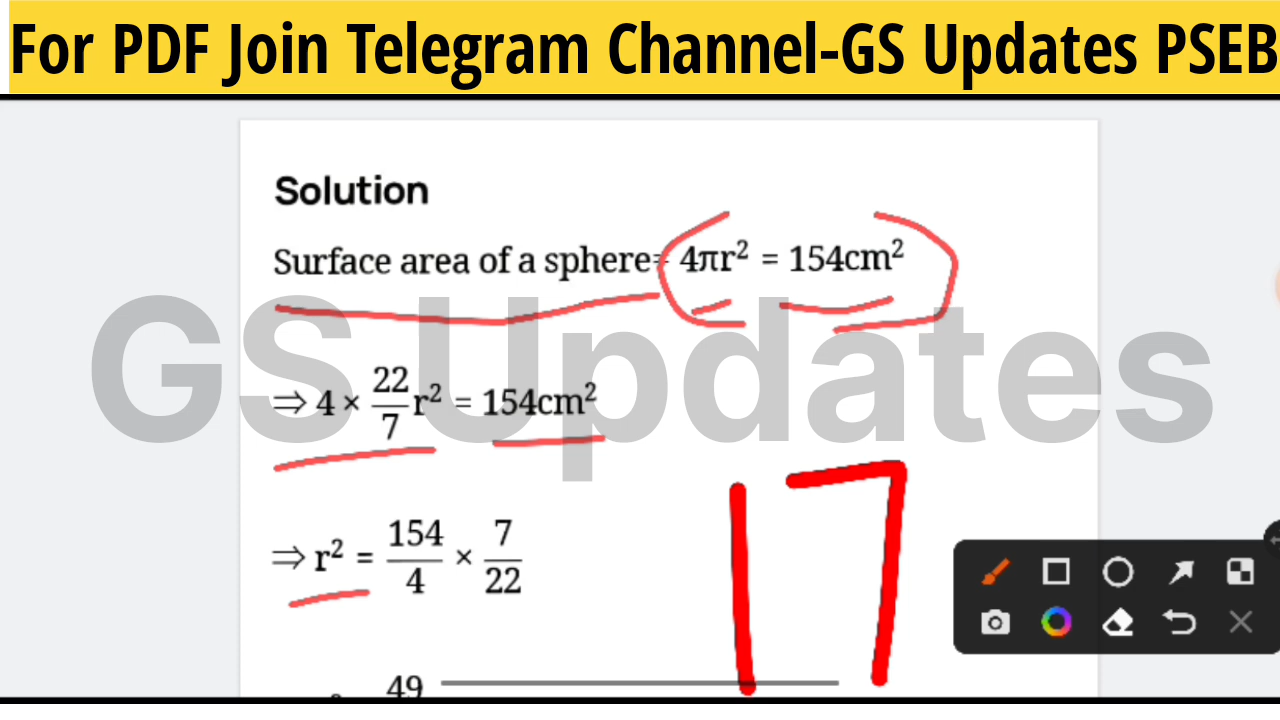 For PDF Join Telegram Channel-GS Updates PSEB
Solution
Surface area of a sphere= 4πr² = 154cm²
GS Updates
⇒ 4 × 22/7 r² = 154cm²
⇒ r² = 154/4 × 7/22
17
49